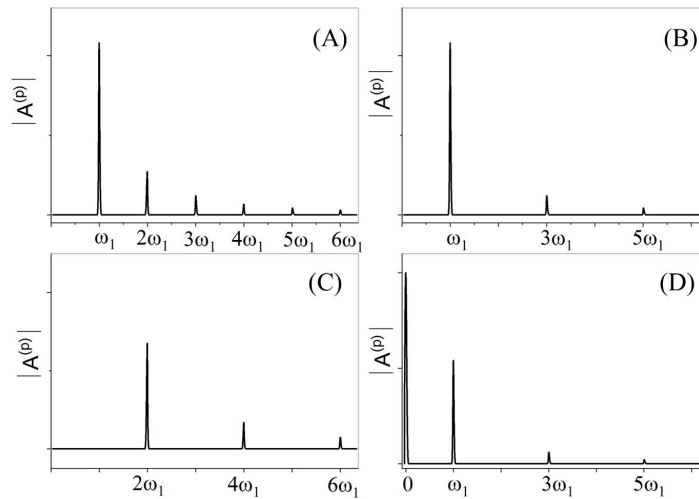 (A)
|A⁽ᵖ⁾|
ω₁ 2ω₁ 3ω₁ 4ω₁ 5ω₁ 6ω₁
(B)
|A⁽ᵖ⁾|
ω₁ 3ω₁ 5ω₁
(C)
|A⁽ᵖ⁾|
2ω₁ 4ω₁ 6ω₁
(D)
|A⁽ᵖ⁾|
0 ω₁ 3ω₁ 5ω₁